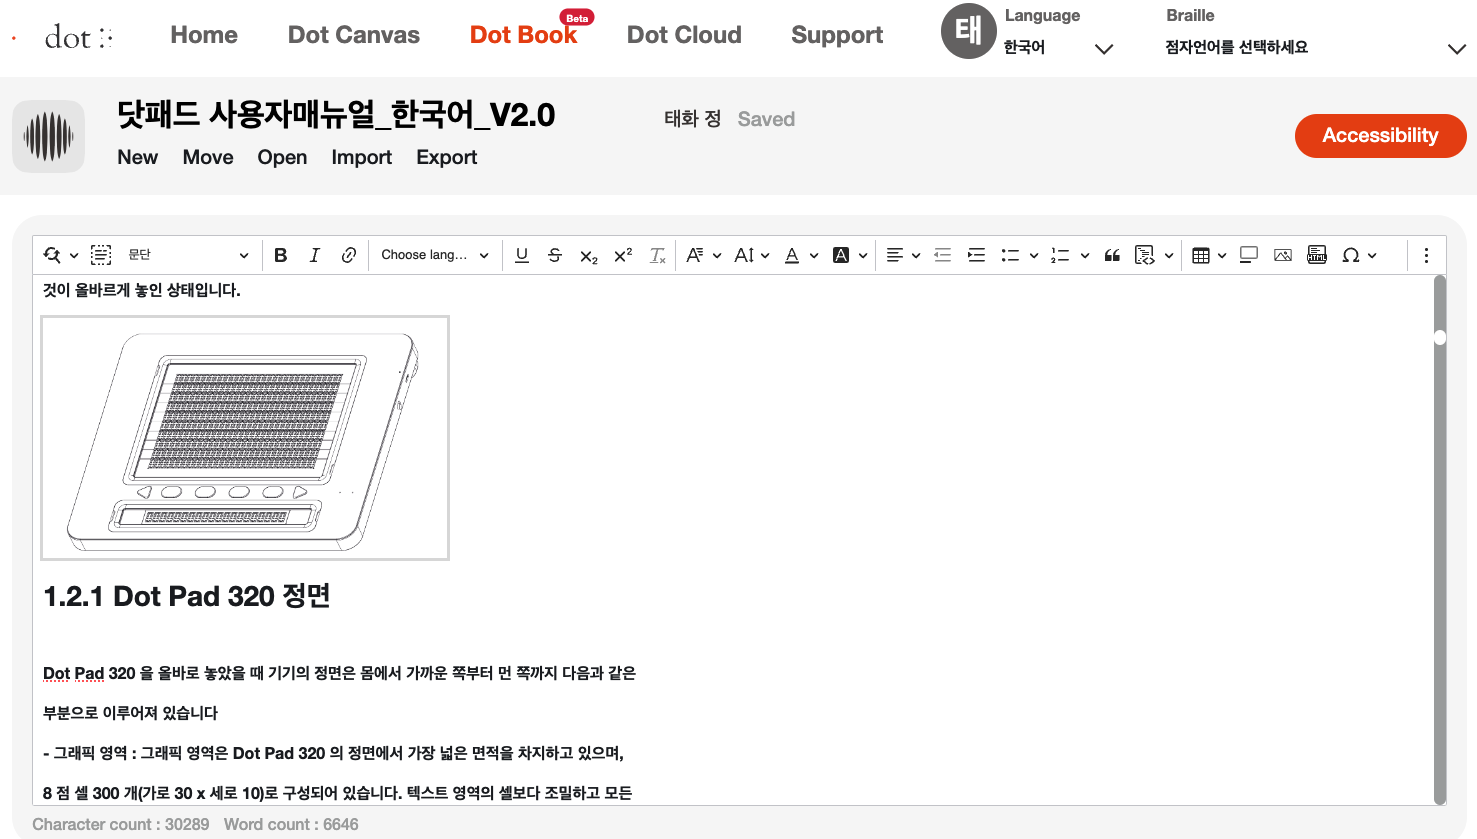 dot
Home
Dot Canvas
Dot Book
Beta
Dot Cloud
Support
태
Language
한국어
Braille
점자언어를 선택하세요
닷패드 사용자매뉴얼_한국어_V2.0
태화 정 Saved
New Move Open Import Export
Accessibility
문단
Choose lang...
것이 올바르게 놓인 상태입니다.
1.2.1 Dot Pad 320 정면
Dot Pad 320 을 올바로 놓았을 때 기기의 정면은 몸에서 가까운 쪽부터 먼 쪽까지 다음과 같은
부분으로 이루어져 있습니다
- 그래픽 영역 : 그래픽 영역은 Dot Pad 320 의 정면에서 가장 넓은 면적을 차지하고 있으며,
8 점 셀 300 개(가로 30 x 세로 10)로 구성되어 있습니다. 텍스트 영역의 셀보다 조밀하고 모든
Character count : 30289 Word count : 6646